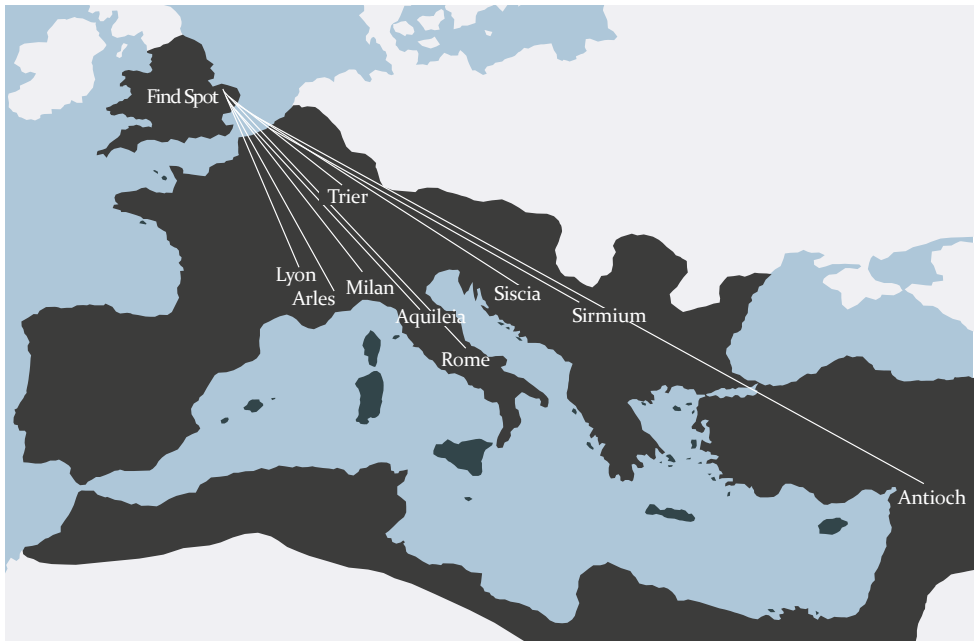 Find Spot
Trier
Lyon
Milan
Arles
Siscia
Aquileia
Sirmium
Rome
Antioch